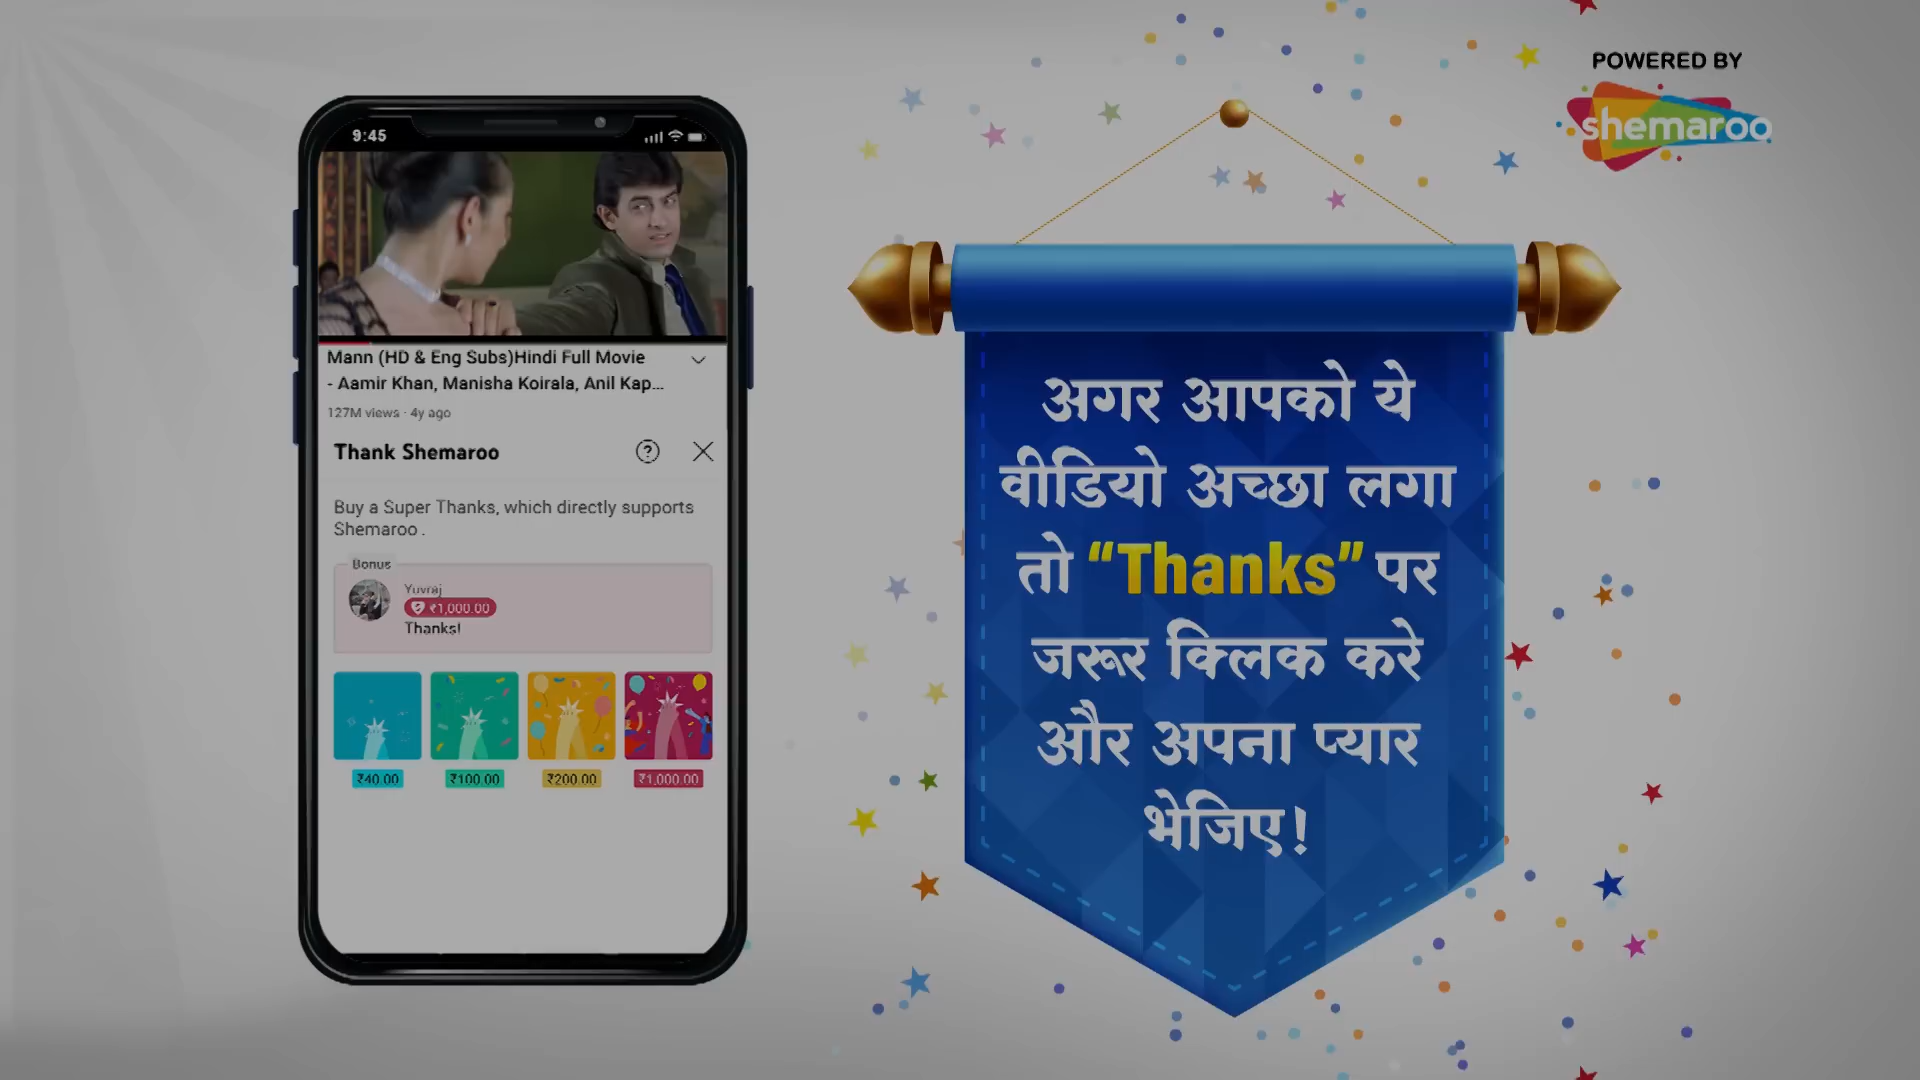 9:45
Mann (HD & Eng Subs)Hindi Full Movie
- Aamir Khan, Manisha Koirala, Anil Kap...
127M views · 4y ago
Thank Shemaroo
Buy a Super Thanks, which directly supports
Shemaroo .
Bonus
Yuvraj
₹1,000.00
Thanks!
₹40.00 ₹100.00 ₹200.00 ₹1,000.00
POWERED BY
shemaroo
अगर आपको ये
वीडियो अच्छा लगा
तो “Thanks” पर
जरूर क्लिक करे
और अपना प्यार
भेजिए!